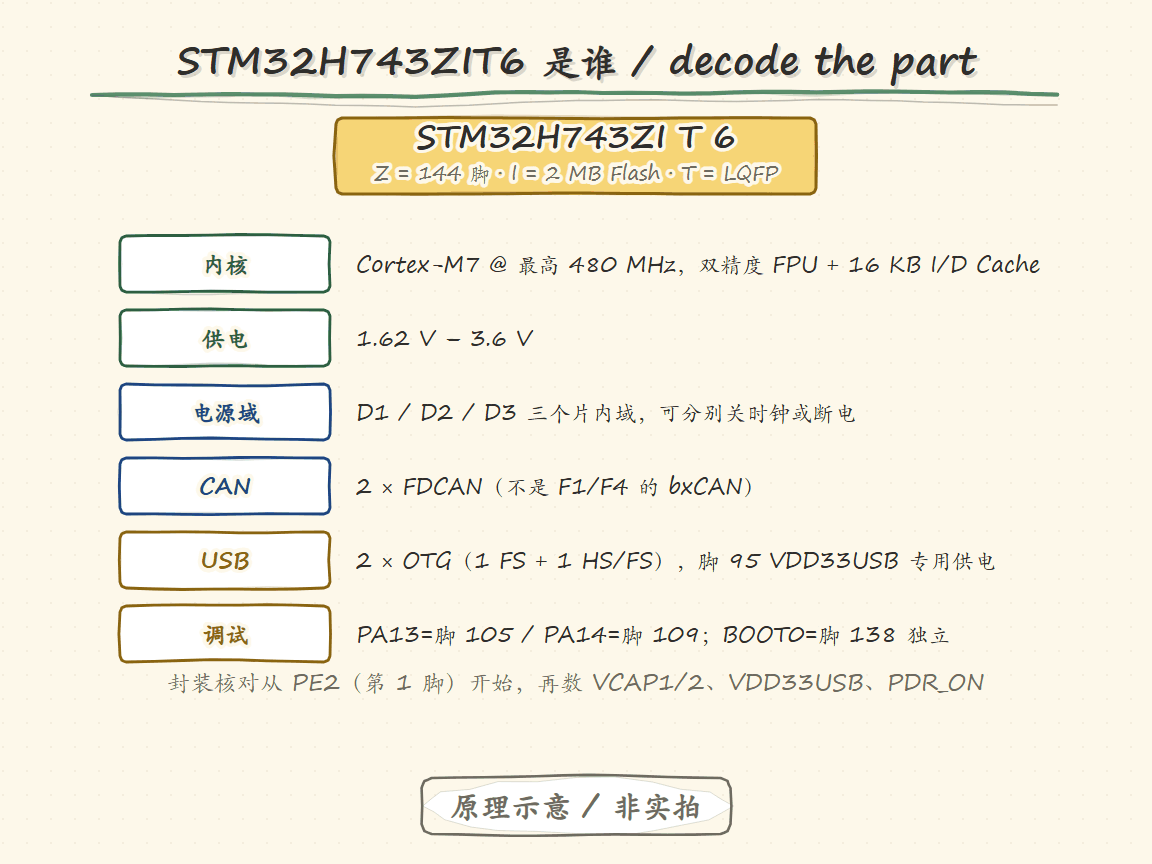 STM32H743ZIT6 是谁 / decode the part
STM32H743ZI T 6
Z = 144 脚 · I = 2 MB Flash · T = LQFP
内核
Cortex-M7 @ 最高 480 MHz，双精度 FPU + 16 KB I/D Cache
供电
1.62 V – 3.6 V
电源域
D1 / D2 / D3 三个片内域，可分别关时钟或断电
CAN
2 × FDCAN（不是 F1/F4 的 bxCAN）
USB
2 × OTG（1 FS + 1 HS/FS），脚 95 VDD33USB 专用供电
调试
PA13=脚 105 / PA14=脚 109；BOOT0=脚 138 独立
封装核对从 PE2（第 1 脚）开始，再数 VCAP1/2、VDD33USB、PDR_ON
原理示意 / 非实拍